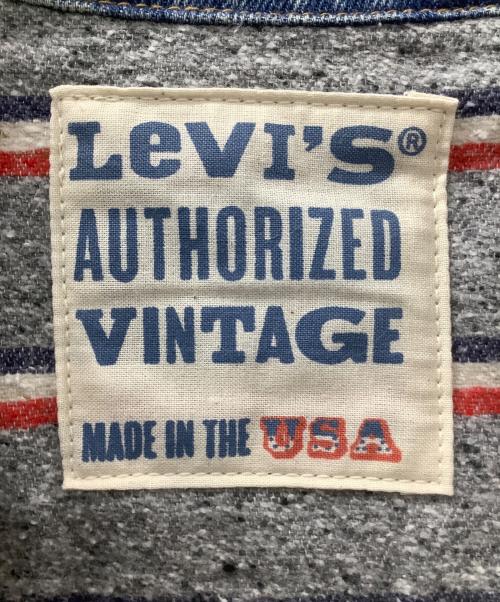 LeVI'S®
AUTHORIZED
VINTAGE
MADE IN THE USA